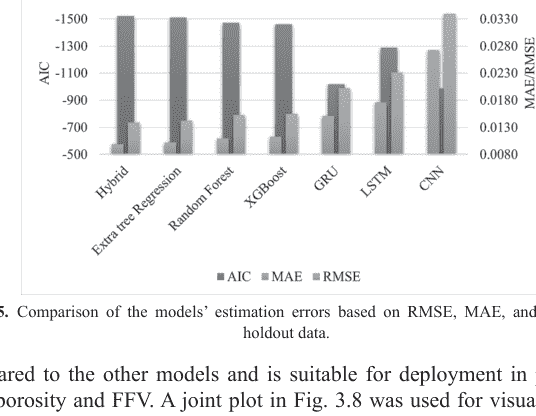 -1500
-1300
-1100
-900
-700
-500
AIC
0.0330
0.0280
0.0230
0.0180
0.0130
0.0080
MAE/RMSE
Hybrid
Extra tree Regression
Random Forest
XGBoost
GRU
LSTM
CNN
AIC MAE RMSE
5. Comparison of the models’ estimation errors based on RMSE, MAE, and
holdout data.
ared to the other models and is suitable for deployment in
porosity and FFV. A joint plot in Fig. 3.8 was used for visua